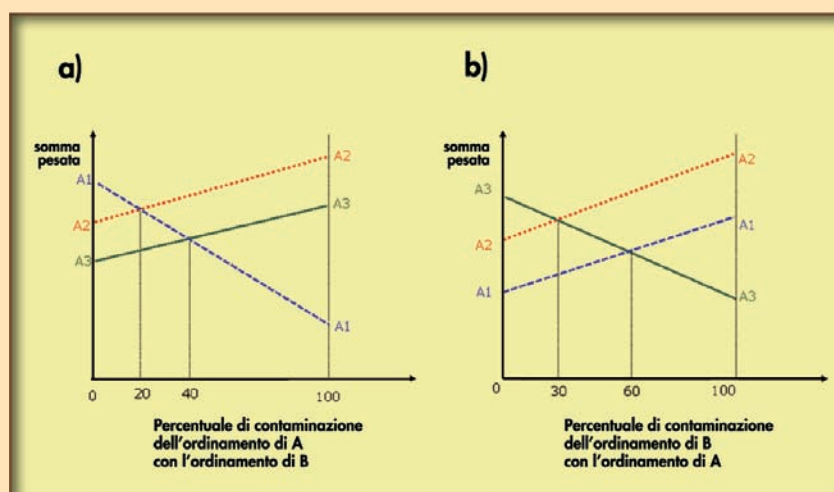 a)
somma
pesata
A1
A2
A3
A2
A3
A1
0
20
40
100
Percentuale di contaminazione
dell'ordinamento di A
con l'ordinamento di B
b)
somma
pesata
A3
A2
A1
A2
A1
A3
0
30
60
100
Percentuale di contaminazione
dell'ordinamento di B
con l'ordinamento di A